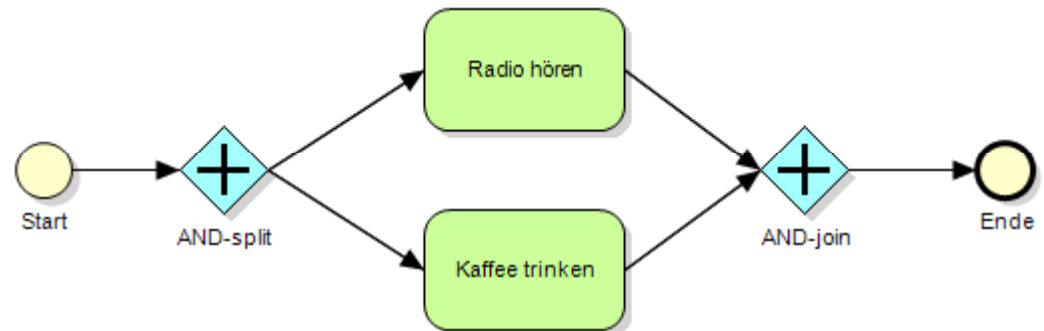 Radio hören
Start
AND-split
AND-join
Ende
Kaffee trinken